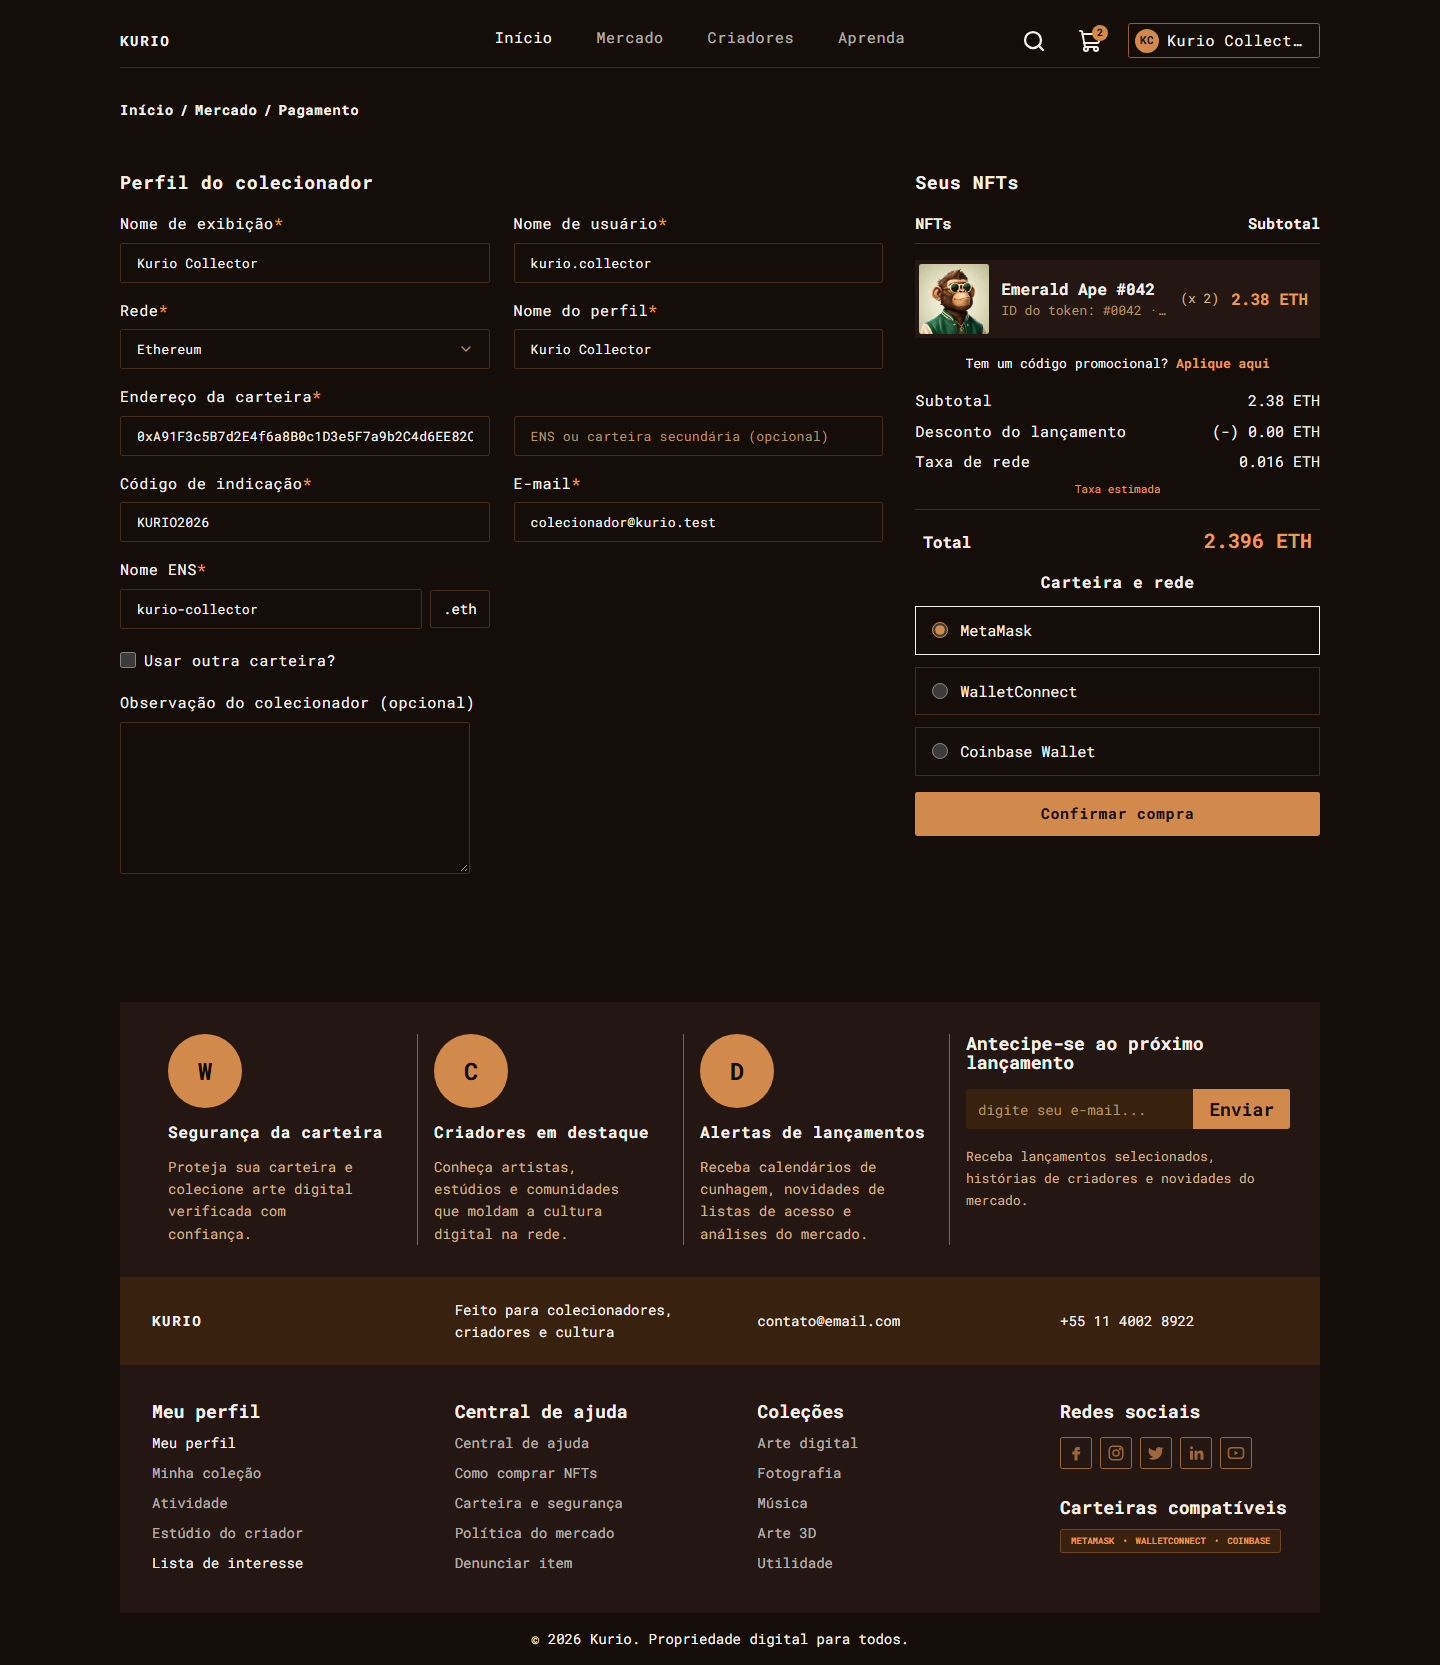 KURIO
Início
Mercado
Criadores
Aprenda
2
KC
Kurio Collect…
Início / Mercado / Pagamento
Perfil do colecionador
Nome de exibição*
Nome de usuário*
Kurio Collector
kurio.collector
Rede*
Nome do perfil*
Ethereum
Kurio Collector
Endereço da carteira*
0xA91F3c5B7d2E4f6a8B0c1D3e5F7a9b2C4d6EE82C
ENS ou carteira secundária (opcional)
Código de indicação*
E-mail*
KURIO2026
colecionador@kurio.test
Nome ENS*
kurio-collector
.eth
Usar outra carteira?
Observação do colecionador (opcional)
Seus NFTs
NFTs
Subtotal
Emerald Ape #042
ID do token: #0042 ·…
(x 2)
2.38 ETH
Tem um código promocional? Aplique aqui
Subtotal
2.38 ETH
Desconto do lançamento
(-) 0.00 ETH
Taxa de rede
0.016 ETH
Taxa estimada
Total
2.396 ETH
Carteira e rede
MetaMask
WalletConnect
Coinbase Wallet
Confirmar compra
W
Segurança da carteira
Proteja sua carteira e
colecione arte digital
verificada com
confiança.
C
Criadores em destaque
Conheça artistas,
estúdios e comunidades
que moldam a cultura
digital na rede.
D
Alertas de lançamentos
Receba calendários de
cunhagem, novidades de
listas de acesso e
análises do mercado.
Antecipe-se ao próximo
lançamento
digite seu e-mail...
Enviar
Receba lançamentos selecionados,
histórias de criadores e novidades do
mercado.
KURIO
Feito para colecionadores,
criadores e cultura
contato@email.com
+55 11 4002 8922
Meu perfil
Meu perfil
Minha coleção
Atividade
Estúdio do criador
Lista de interesse
Central de ajuda
Central de ajuda
Como comprar NFTs
Carteira e segurança
Política do mercado
Denunciar item
Coleções
Arte digital
Fotografia
Música
Arte 3D
Utilidade
Redes sociais
Carteiras compatíveis
METAMASK · WALLETCONNECT · COINBASE
© 2026 Kurio. Propriedade digital para todos.